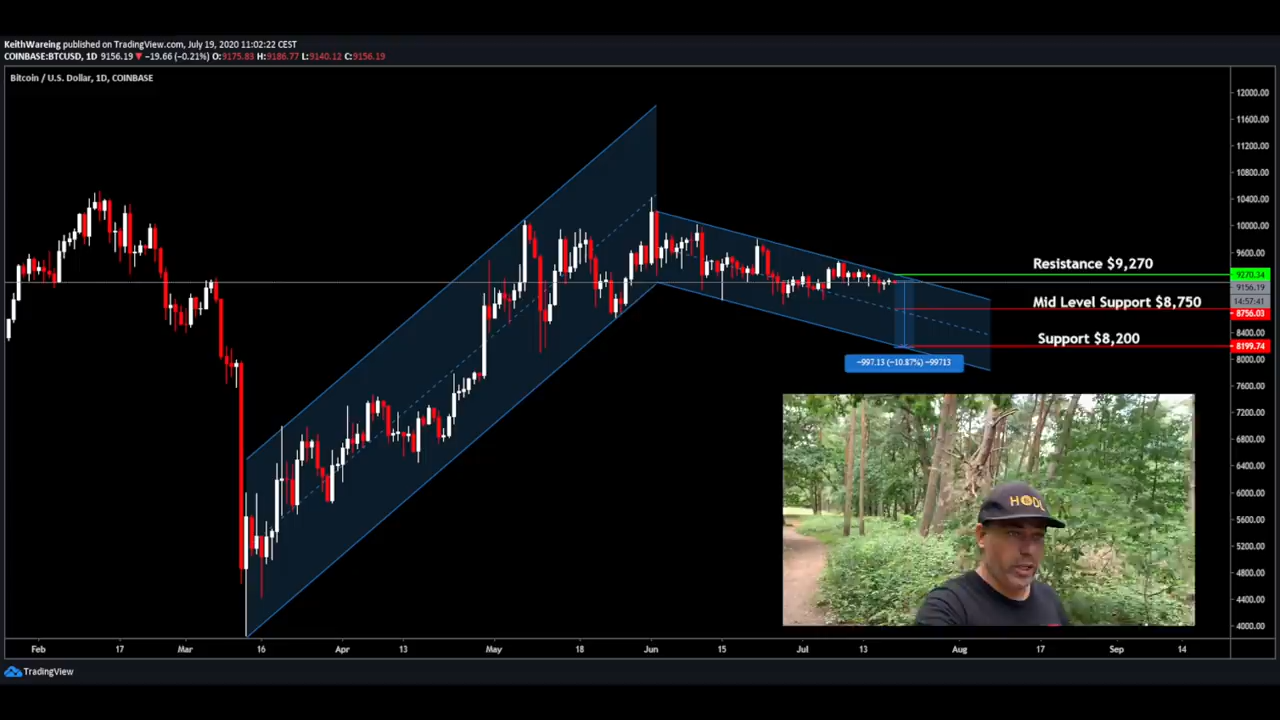 KeithWareing published on TradingView.com, July 19, 2020 11:02:22 CEST
COINBASE:BTCUSD, 1D 9156.19 ▼ −19.66 (−0.21%) O:9175.83 H:9186.77 L:9140.12 C:9156.19
Bitcoin / U.S. Dollar, 1D, COINBASE
12000.00
11600.00
11200.00
10800.00
10400.00
10000.00
9600.00
Resistance $9,270
9270.34
9156.19
14:57:41
Mid Level Support $8,750
8756.03
8400.00
Support $8,200
8199.74
8000.00
−997.13 (−10.87%) −99713
7600.00
7200.00
6800.00
6400.00
6000.00
5600.00
5200.00
4800.00
4400.00
4000.00
HODL
Feb 17 Mar 16 Apr 13 May 18 Jun 15 Jul 13 Aug 17 Sep 14
TradingView